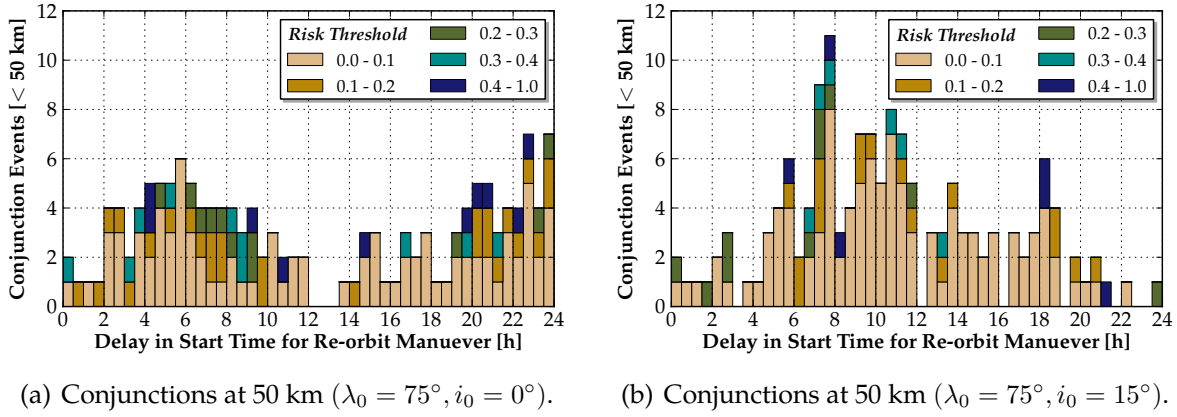 12
10
8
6
4
2
0
Conjunction Events [< 50 km]
Risk Threshold
0.0 - 0.1
0.1 - 0.2
0.2 - 0.3
0.3 - 0.4
0.4 - 1.0
0 2 4 6 8 10 12 14 16 18 20 22 24
Delay in Start Time for Re-orbit Manuever [h]
(a) Conjunctions at 50 km (λ₀ = 75°, i₀ = 0°).
12
10
8
6
4
2
0
Conjunction Events [< 50 km]
Risk Threshold
0.0 - 0.1
0.1 - 0.2
0.2 - 0.3
0.3 - 0.4
0.4 - 1.0
0 2 4 6 8 10 12 14 16 18 20 22 24
Delay in Start Time for Re-orbit Manuever [h]
(b) Conjunctions at 50 km (λ₀ = 75°, i₀ = 15°).